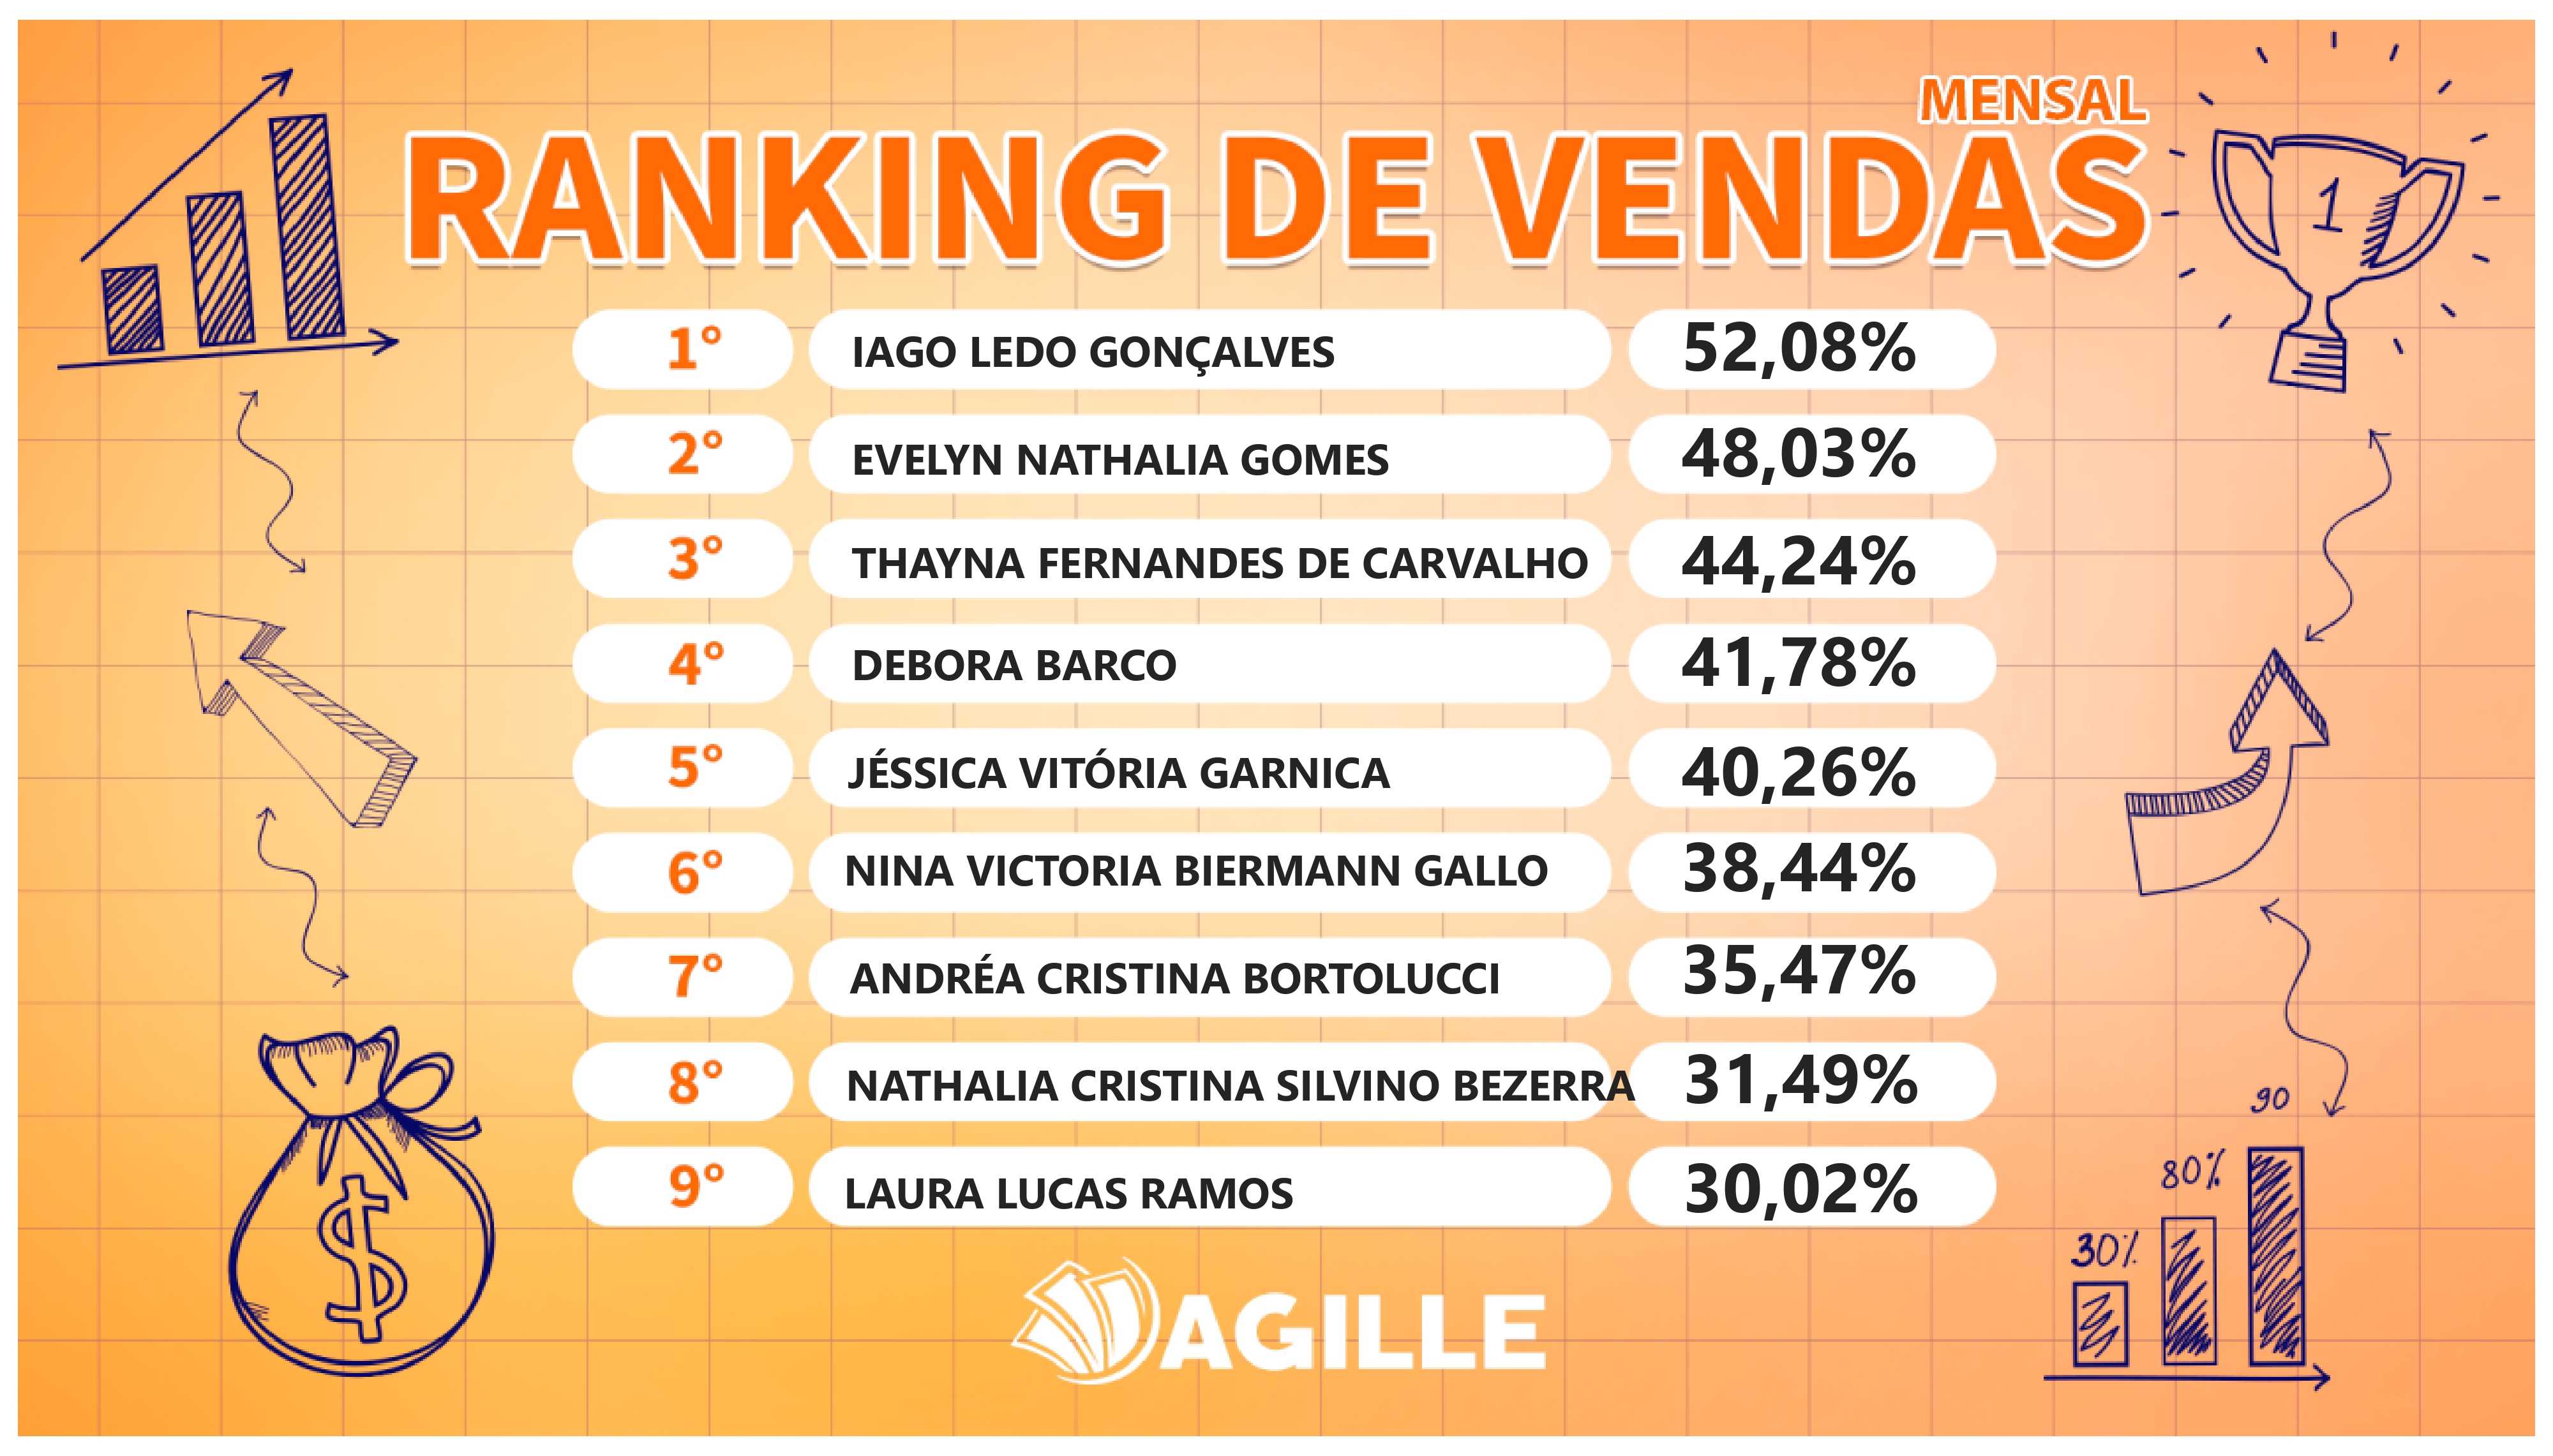 MENSAL
RANKING DE VENDAS
1
1° IAGO LEDO GONÇALVES 52,08%
2° EVELYN NATHALIA GOMES 48,03%
3° THAYNA FERNANDES DE CARVALHO 44,24%
4° DEBORA BARCO 41,78%
5° JÉSSICA VITÓRIA GARNICA 40,26%
6° NINA VICTORIA BIERMANN GALLO 38,44%
7° ANDRÉA CRISTINA BORTOLUCCI 35,47%
8° NATHALIA CRISTINA SILVINO BEZERRA 31,49%
9° LAURA LUCAS RAMOS 30,02%
90
80%
30%
$
AGILLE